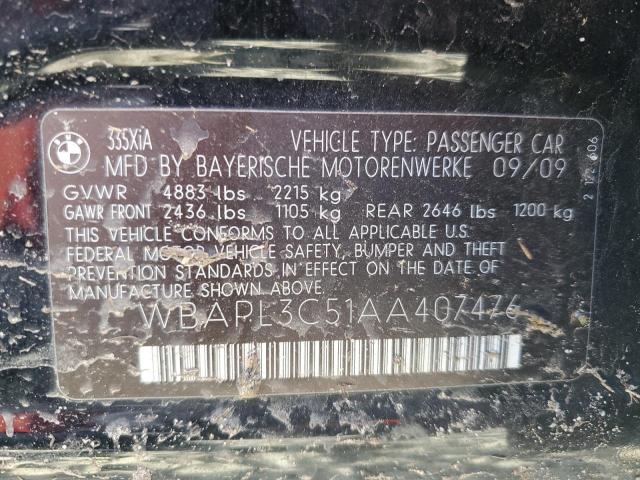 335XiA VEHICLE TYPE: PASSENGER CAR
MFD BY BAYERISCHE MOTORENWERKE 09/09
GVWR 4883 lbs 2215 kg
GAWR FRONT 2436 lbs 1105 kg REAR 2646 lbs 1200 kg
THIS VEHICLE CONFORMS TO ALL APPLICABLE U.S.
FEDERAL MOTOR VEHICLE SAFETY, BUMPER AND THEFT
PREVENTION STANDARDS IN EFFECT ON THE DATE OF
MANUFACTURE SHOWN ABOVE.
WBAPL3C51AA407476